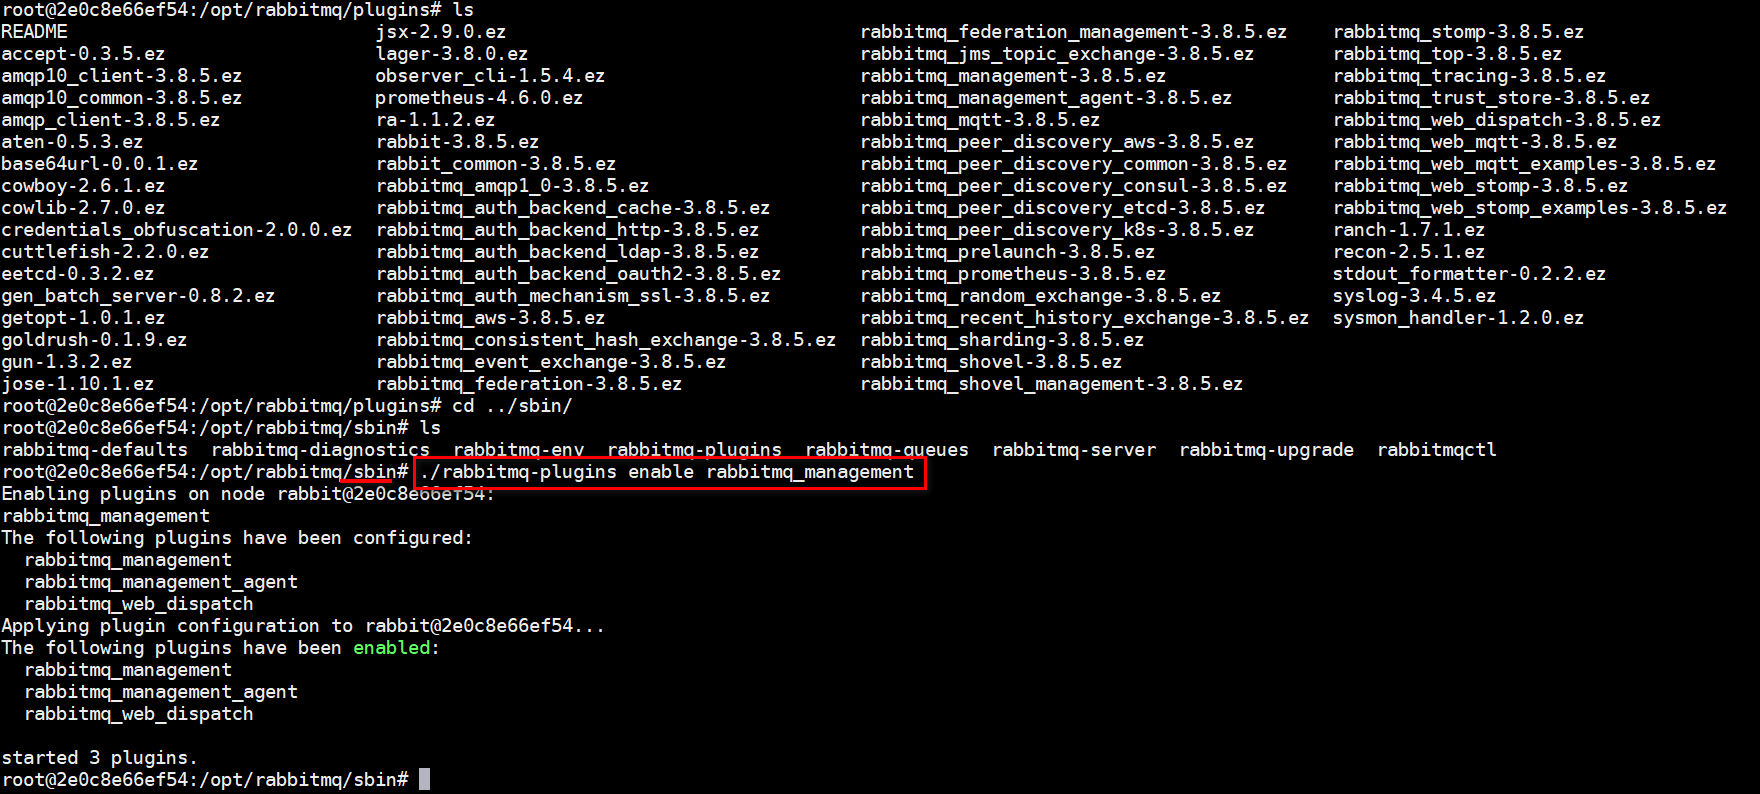 root@2e0c8e66ef54:/opt/rabbitmq/plugins# ls
README jsx-2.9.0.ez rabbitmq_federation_management-3.8.5.ez rabbitmq_stomp-3.8.5.ez
accept-0.3.5.ez lager-3.8.0.ez rabbitmq_jms_topic_exchange-3.8.5.ez rabbitmq_top-3.8.5.ez
amqp10_client-3.8.5.ez observer_cli-1.5.4.ez rabbitmq_management-3.8.5.ez rabbitmq_tracing-3.8.5.ez
amqp10_common-3.8.5.ez prometheus-4.6.0.ez rabbitmq_management_agent-3.8.5.ez rabbitmq_trust_store-3.8.5.ez
amqp_client-3.8.5.ez ra-1.1.2.ez rabbitmq_mqtt-3.8.5.ez rabbitmq_web_dispatch-3.8.5.ez
aten-0.5.3.ez rabbit-3.8.5.ez rabbitmq_peer_discovery_aws-3.8.5.ez rabbitmq_web_mqtt-3.8.5.ez
base64url-0.0.1.ez rabbit_common-3.8.5.ez rabbitmq_peer_discovery_common-3.8.5.ez rabbitmq_web_mqtt_examples-3.8.5.ez
cowboy-2.6.1.ez rabbitmq_amqp1_0-3.8.5.ez rabbitmq_peer_discovery_consul-3.8.5.ez rabbitmq_web_stomp-3.8.5.ez
cowlib-2.7.0.ez rabbitmq_auth_backend_cache-3.8.5.ez rabbitmq_peer_discovery_etcd-3.8.5.ez rabbitmq_web_stomp_examples-3.8.5.ez
credentials_obfuscation-2.0.0.ez rabbitmq_auth_backend_http-3.8.5.ez rabbitmq_peer_discovery_k8s-3.8.5.ez ranch-1.7.1.ez
cuttlefish-2.2.0.ez rabbitmq_auth_backend_ldap-3.8.5.ez rabbitmq_prelaunch-3.8.5.ez recon-2.5.1.ez
eetcd-0.3.2.ez rabbitmq_auth_backend_oauth2-3.8.5.ez rabbitmq_prometheus-3.8.5.ez stdout_formatter-0.2.2.ez
gen_batch_server-0.8.2.ez rabbitmq_auth_mechanism_ssl-3.8.5.ez rabbitmq_random_exchange-3.8.5.ez syslog-3.4.5.ez
getopt-1.0.1.ez rabbitmq_aws-3.8.5.ez rabbitmq_recent_history_exchange-3.8.5.ez sysmon_handler-1.2.0.ez
goldrush-0.1.9.ez rabbitmq_consistent_hash_exchange-3.8.5.ez rabbitmq_sharding-3.8.5.ez
gun-1.3.2.ez rabbitmq_event_exchange-3.8.5.ez rabbitmq_shovel-3.8.5.ez
jose-1.10.1.ez rabbitmq_federation-3.8.5.ez rabbitmq_shovel_management-3.8.5.ez
root@2e0c8e66ef54:/opt/rabbitmq/plugins# cd ../sbin/
root@2e0c8e66ef54:/opt/rabbitmq/sbin# ls
rabbitmq-defaults rabbitmq-diagnostics rabbitmq-env rabbitmq-plugins rabbitmq-queues rabbitmq-server rabbitmq-upgrade rabbitmqctl
root@2e0c8e66ef54:/opt/rabbitmq/sbin# ./rabbitmq-plugins enable rabbitmq_management
Enabling plugins on node rabbit@2e0c8e66ef54:
rabbitmq_management
The following plugins have been configured:
rabbitmq_management
rabbitmq_management_agent
rabbitmq_web_dispatch
Applying plugin configuration to rabbit@2e0c8e66ef54...
The following plugins have been enabled:
rabbitmq_management
rabbitmq_management_agent
rabbitmq_web_dispatch
started 3 plugins.
root@2e0c8e66ef54:/opt/rabbitmq/sbin#